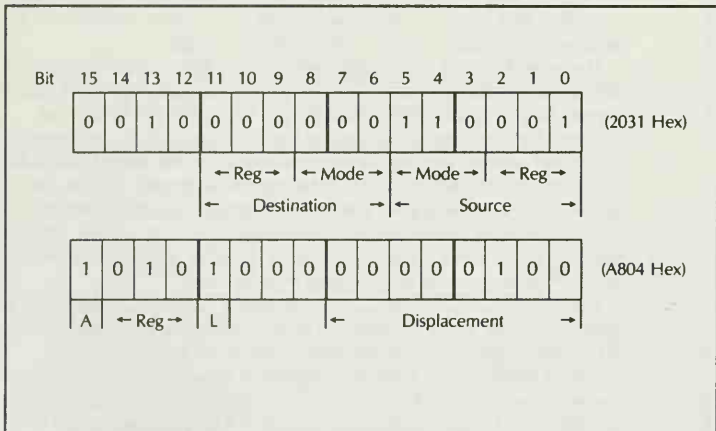 Bit 15 14 13 12 11 10 9 8 7 6 5 4 3 2 1 0
0 0 1 0 0 0 0 0 0 0 1 1 0 0 0 1 (2031 Hex)
← Reg → ← Mode → ← Mode → ← Reg →
← Destination → ← Source →
1 0 1 0 1 0 0 0 0 0 0 0 0 1 0 0 (A804 Hex)
A ← Reg → L ← Displacement →